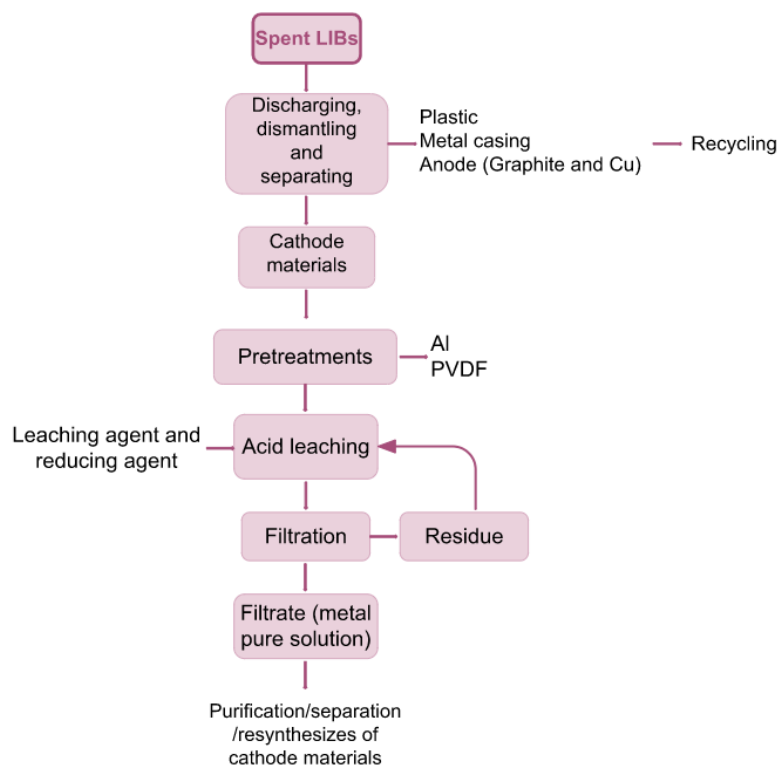 Spent LIBs
Discharging,
dismantling
and
separating
Plastic
Metal casing
Anode (Graphite and Cu)
Recycling
Cathode
materials
Pretreatments
Al
PVDF
Leaching agent and
reducing agent
Acid leaching
Filtration
Residue
Filtrate (metal
pure solution)
Purification/separation
/resynthesizes of
cathode materials